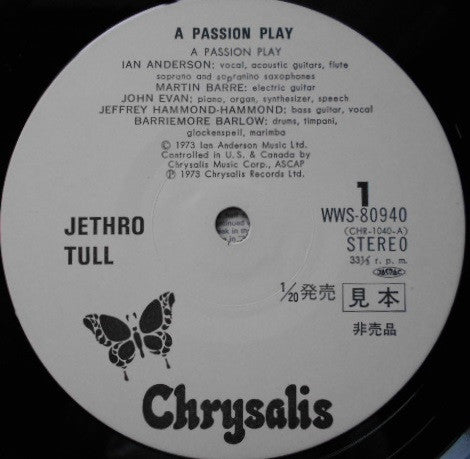 A PASSION PLAY
A PASSION PLAY
IAN ANDERSON: vocal, acoustic guitars, flute
soprano and sopranino saxophones
MARTIN BARRE: electric guitar
JOHN EVAN: piano, organ, synthesizer, speech
JEFFREY HAMMOND-HAMMOND: bass guitar, vocal
BARRIEMORE BARLOW: drums, timpani,
glockenspeil, marimba
© 1973 Ian Anderson Music Ltd.
Controlled in U.S. & Canada by
Chrysalis Music Corp., ASCAP
Ⓟ 1973 Chrysalis Records Ltd.
JETHRO
TULL
1
WWS-80940
(CHR-1040-A)
STEREO
33⅓ r.p.m.
JASRAC
1/20発売 見本
非売品
Chrysalis